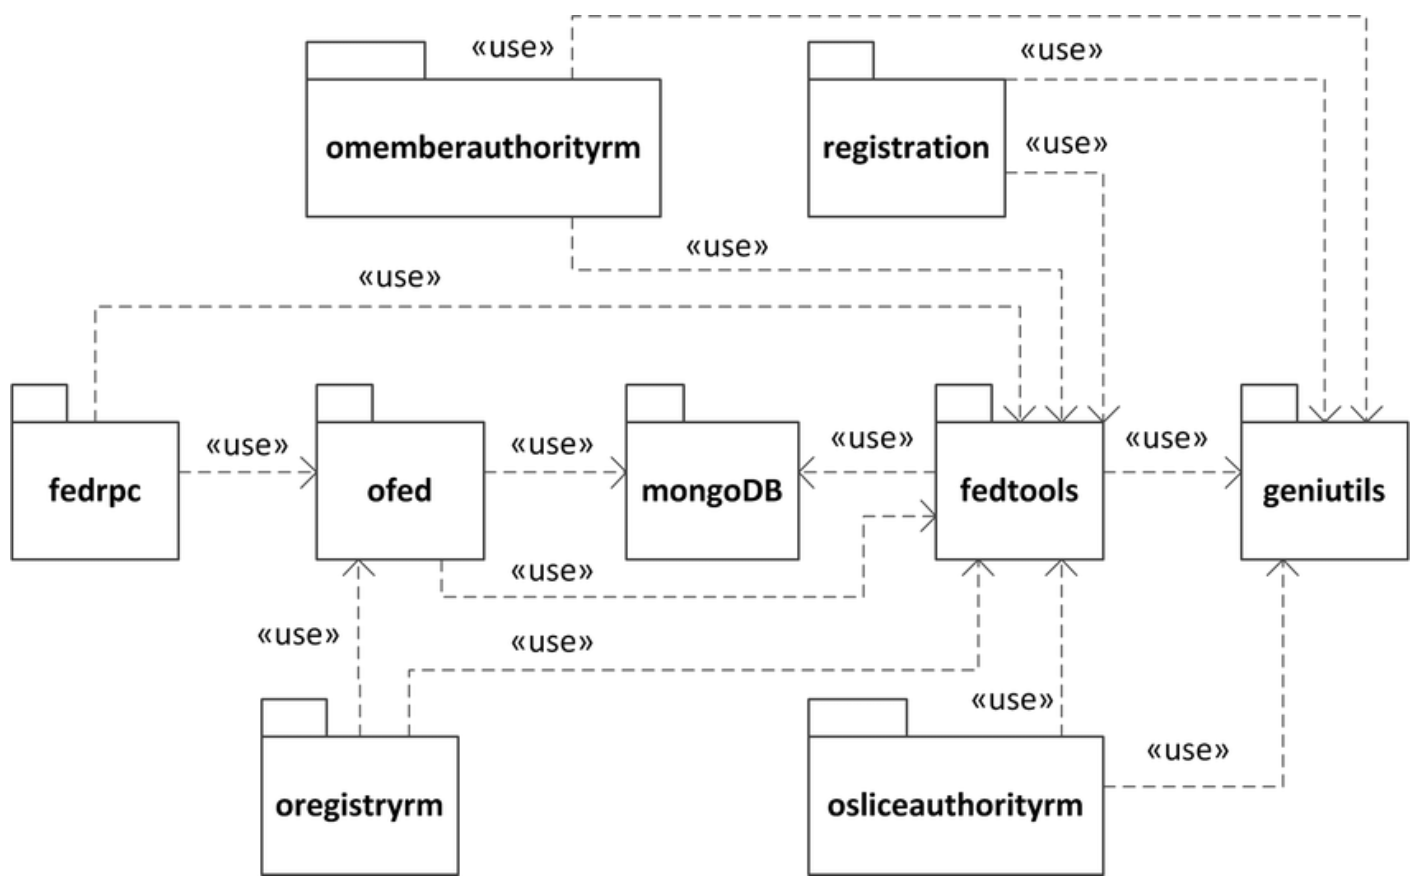 «use»
«use»
omemberauthorityrm
registration
«use»
«use»
«use»
fedrpc
«use»
ofed
«use»
mongoDB
«use»
fedtools
«use»
geniutils
«use»
«use»
«use»
«use»
«use»
oregistryrm
osliceauthorityrm